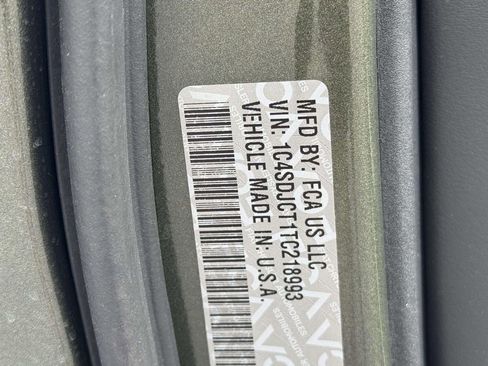 MFD BY: FCA US LLC
VIN: 1C4SDJCT1TC218993
VEHICLE MADE IN: U.S.A.